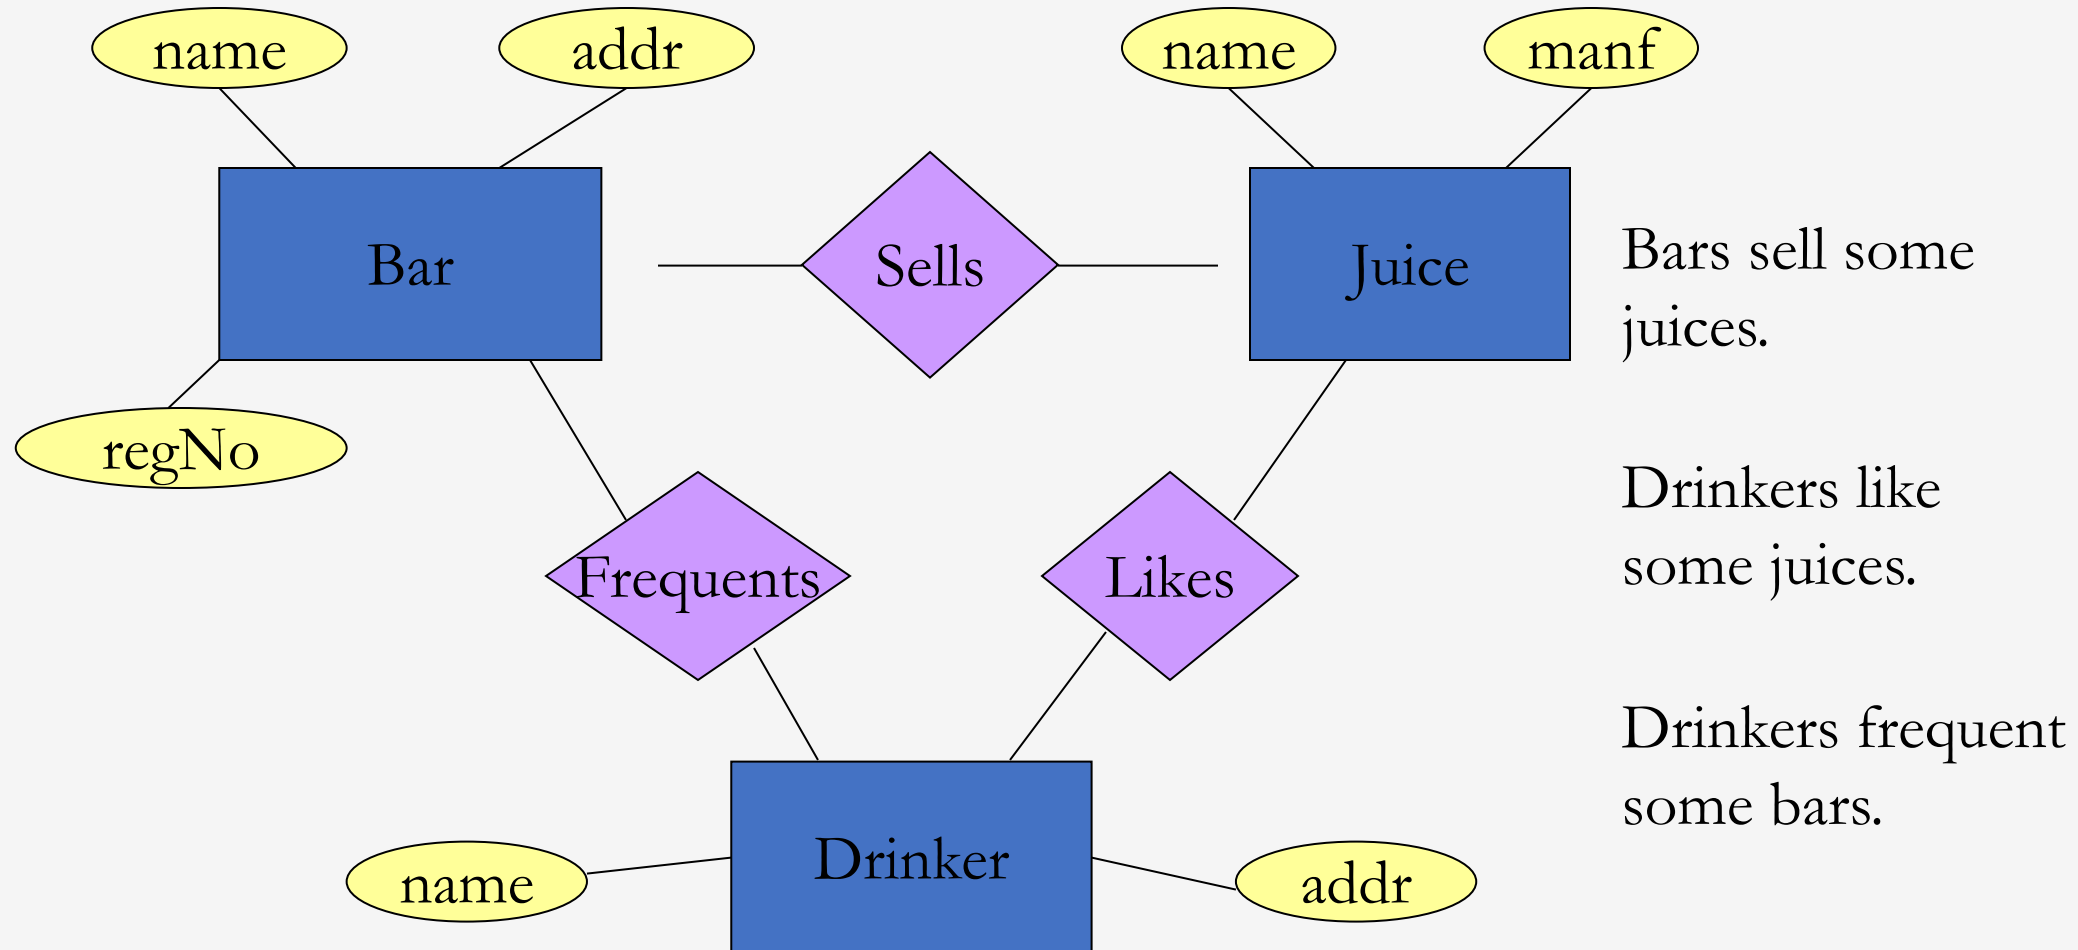 name
addr
name
manf
Bar
Sells
Juice
Bars sell some
juices.
regNo
Drinkers like
some juices.
Frequents
Likes
Drinkers frequent
some bars.
Drinker
name
addr